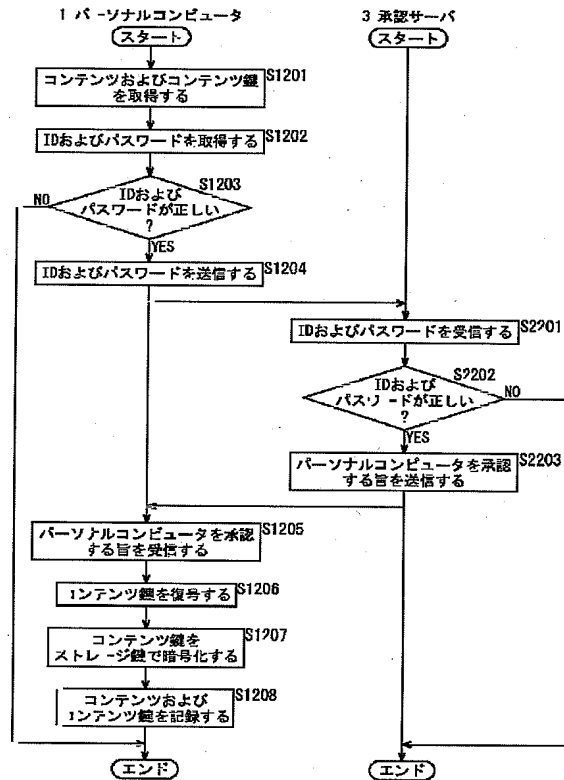 1 パーソナルコンピュータ
スタート
コンテンツおよびコンテンツ鍵
を取得する
S1201
IDおよびパスワードを取得する
S1202
IDおよび
パスワードが正しい
?
S1203
NO
YES
IDおよびパスワードを送信する
S1204
3 承認サーバ
スタート
IDおよびパスワードを受信する
S2201
IDおよび
パスワードが正しい
?
S2202
NO
YES
パーソナルコンピュータを承認
する旨を送信する
S2203
パーソナルコンピュータを承認
する旨を受信する
S1205
コンテンツ鍵を復号する
S1206
コンテンツ鍵を
ストレージ鍵で暗号化する
S1207
コンテンツおよび
コンテンツ鍵を記録する
S1208
エンド
エンド